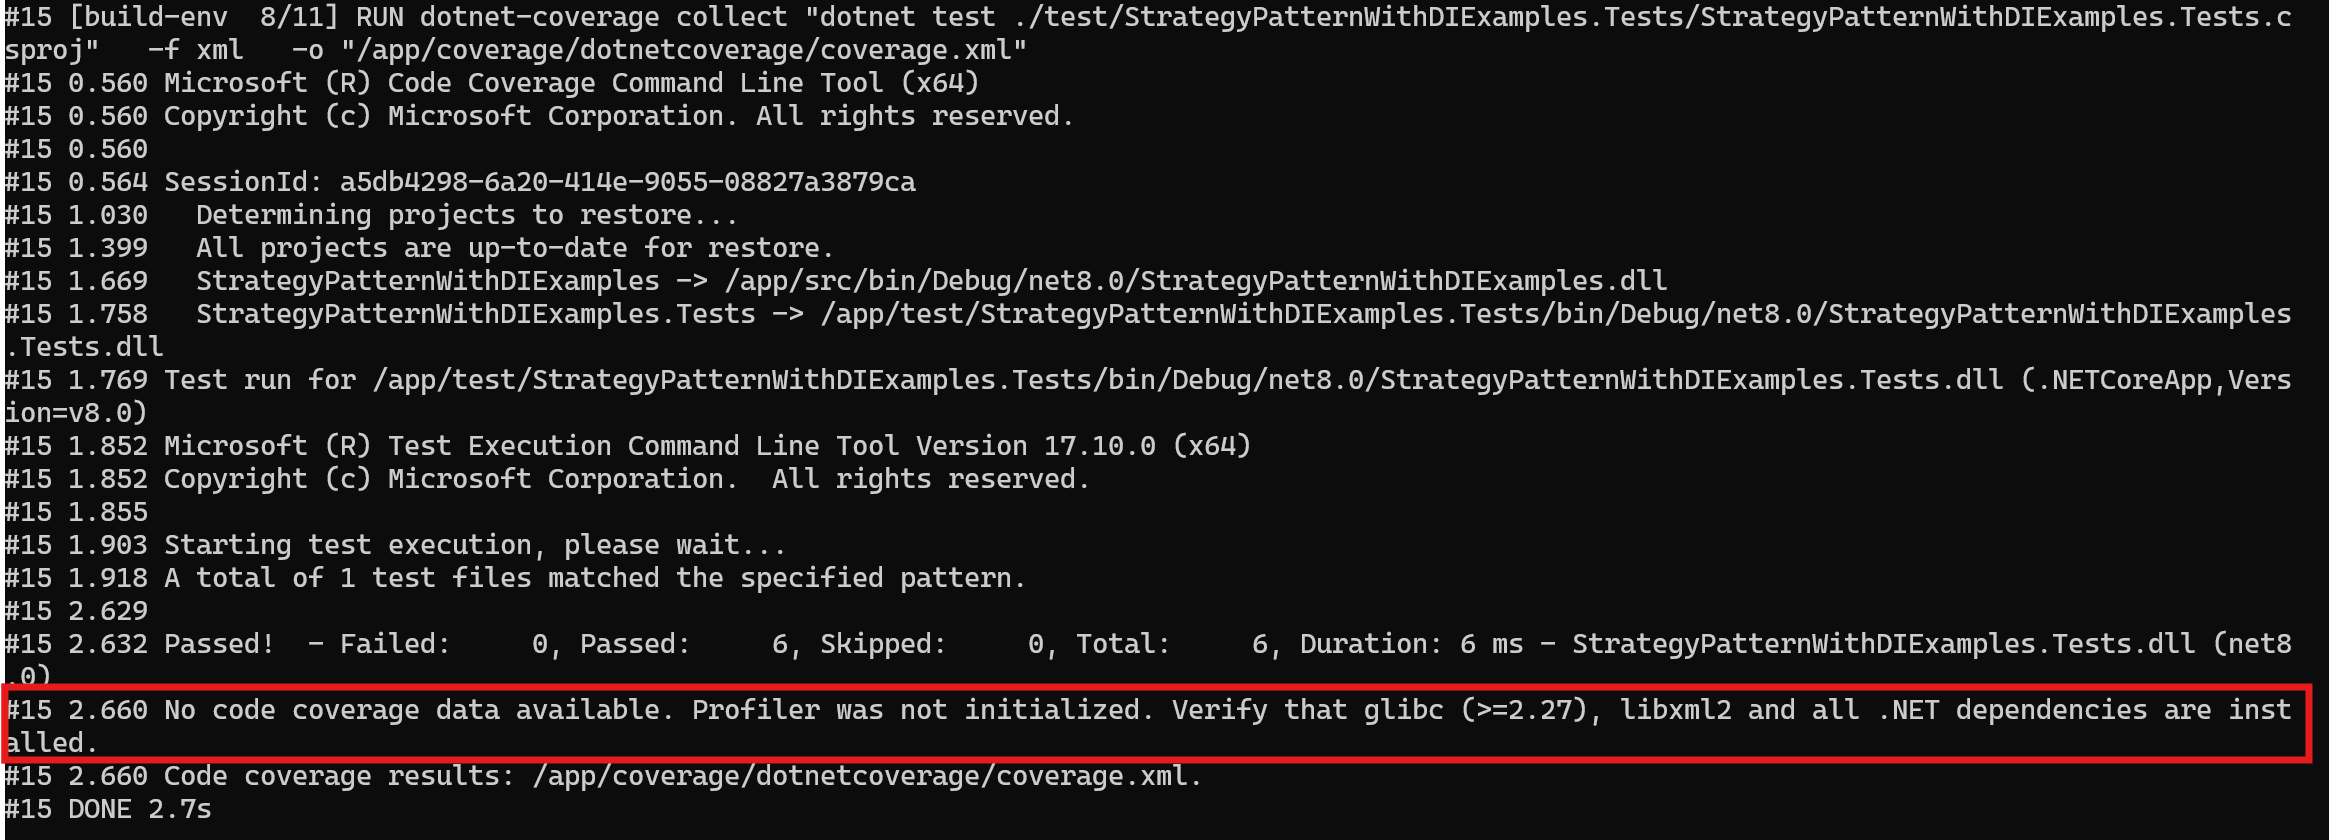 #15 [build-env  8/11] RUN dotnet-coverage collect "dotnet test ./test/StrategyPatternWithDIExamples.Tests/StrategyPatternWithDIExamples.Tests.c
sproj"   -f xml   -o "/app/coverage/dotnetcoverage/coverage.xml"
#15 0.560 Microsoft (R) Code Coverage Command Line Tool (x64)
#15 0.560 Copyright (c) Microsoft Corporation. All rights reserved.
#15 0.560
#15 0.564 SessionId: a5db4298-6a20-414e-9055-08827a3879ca
#15 1.030   Determining projects to restore...
#15 1.399   All projects are up-to-date for restore.
#15 1.669   StrategyPatternWithDIExamples -> /app/src/bin/Debug/net8.0/StrategyPatternWithDIExamples.dll
#15 1.758   StrategyPatternWithDIExamples.Tests -> /app/test/StrategyPatternWithDIExamples.Tests/bin/Debug/net8.0/StrategyPatternWithDIExamples
.Tests.dll
#15 1.769 Test run for /app/test/StrategyPatternWithDIExamples.Tests/bin/Debug/net8.0/StrategyPatternWithDIExamples.Tests.dll (.NETCoreApp,Vers
ion=v8.0)
#15 1.852 Microsoft (R) Test Execution Command Line Tool Version 17.10.0 (x64)
#15 1.852 Copyright (c) Microsoft Corporation.  All rights reserved.
#15 1.855
#15 1.903 Starting test execution, please wait...
#15 1.918 A total of 1 test files matched the specified pattern.
#15 2.629
#15 2.632 Passed!  - Failed:     0, Passed:     6, Skipped:     0, Total:     6, Duration: 6 ms - StrategyPatternWithDIExamples.Tests.dll (net8
.0)
#15 2.660 No code coverage data available. Profiler was not initialized. Verify that glibc (>=2.27), libxml2 and all .NET dependencies are inst
alled.
#15 2.660 Code coverage results: /app/coverage/dotnetcoverage/coverage.xml.
#15 DONE 2.7s